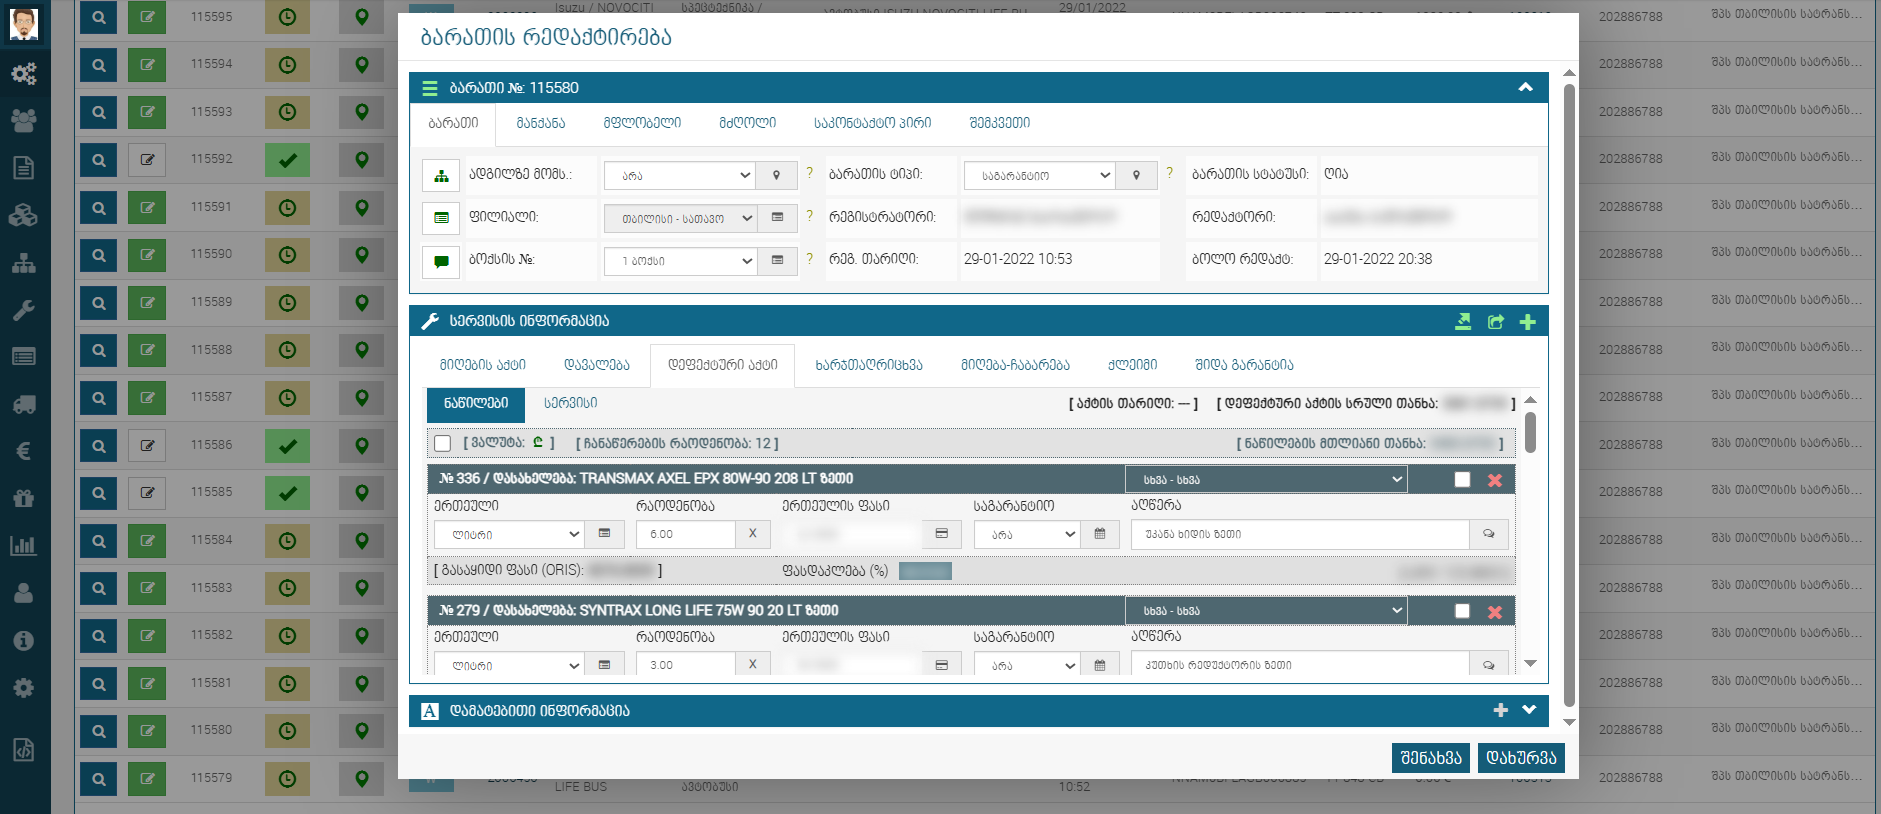 ბარათის რედაქტირება
ბარათი №: 115580
ბარათი მანქანა მფლობელი მძღოლი საკონტაქტო პირი შემკვეთი
ადგილზე მომს.: არა ? ბარათის ტიპი: საგარანტიო ? ბარათის სტატუსი: ღია
ფილიალი: თბილისი - სათავო ? რეგისტრატორი: რედაქტორი:
ბოქსის №: 1 ბოქსი ? რეგ. თარიღი: 29-01-2022 10:53 ბოლო რედაქტ: 29-01-2022 20:38
სერვისის ინფორმაცია
მიღების აქტი დავალება დეფექტური აქტი ხარჯთაღრიცხვა მიღება-ჩაბარება ქლეიმი შიდა გარანტია
ნაწილები სერვისი [ აქტის თარიღი: --- ] [ დეფექტური აქტის სრული თანხა: ]
[ ვალუტა: ₾ ] [ ჩანაწერების რაოდენობა: 12 ] [ ნაწილების მთლიანი თანხა: ]
№ 336 / დასახელება: TRANSMAX AXEL EPX 80W-90 208 LT ზეთი სხვა - სხვა
ერთეული რაოდენობა ერთეულის ფასი საგარანტიო აღწერა
ლიტრი 6.00 X არა უკანა ხიდის ზეთი
[ გასაყიდი ფასი (ORIS): ] ფასდაკლება (%)
№ 279 / დასახელება: SYNTRAX LONG LIFE 75W 90 20 LT ზეთი სხვა - სხვა
ერთეული რაოდენობა ერთეულის ფასი საგარანტიო აღწერა
ლიტრი 3.00 X არა კუთხის რედუქტორის ზეთი
დამატებითი ინფორმაცია
შენახვა დახურვა
115595 Isuzu / NOVOCITI სპეცტექნიკა / 29/01/2022 202886788 შპს თბილისის სატრანს...
115594 202886788 შპს თბილისის სატრანს...
115593 202886788 შპს თბილისის სატრანს...
115592 202886788 შპს თბილისის სატრანს...
115591 202886788 შპს თბილისის სატრანს...
115590 202886788 შპს თბილისის სატრანს...
115589 202886788 შპს თბილისის სატრანს...
115588 202886788 შპს თბილისის სატრანს...
115587 202886788 შპს თბილისის სატრანს...
115586 202886788 შპს თბილისის სატრანს...
115585 202886788 შპს თბილისის სატრანს...
115584 202886788 შპს თბილისის სატრანს...
115583 202886788 შპს თბილისის სატრანს...
115582 202886788 შპს თბილისის სატრანს...
115581 202886788 შპს თბილისის სატრანს...
115580 202886788 შპს თბილისის სატრანს...
115579 202886788 შპს თბილისის სატრანს...
LIFE BUS ავტობუსი 10:52